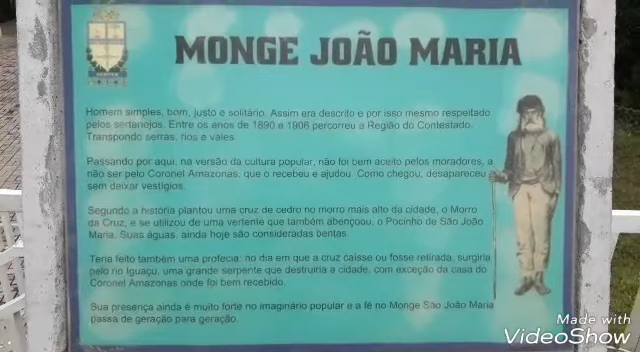 MONGE JOÃO MARIA
Homem simples, bom, justo e solitário. Assim era descrito e por isso mesmo respeitado
pelos sertanejos. Entre os anos de 1890 e 1906 percorreu a Região do Contestado.
Transpondo serras, rios e vales.
Passando por aqui, na versão da cultura popular, não foi bem aceito pelos moradores, a
não ser pelo Coronel Amazonas, que o recebeu e ajudou. Como chegou, desapareceu
sem deixar vestígios.
Segundo a história plantou uma cruz de cedro no morro mais alto da cidade, o Morro
da Cruz, e se utilizou de uma vertente que também abençoou, o Pocinho de São João
Maria. Suas águas, ainda hoje são consideradas bentas.
Teria feito também uma profecia: no dia em que a cruz caísse ou fosse retirada, surgiria
pelo rio Iguaçu, uma grande serpente que destruiria a cidade, com exceção da casa do
Coronel Amazonas onde foi bem recebido.
Sua presença ainda é muito forte no imaginário popular e a fé no Monge São João Maria
passa de geração para geração.
Made with
VideoShow